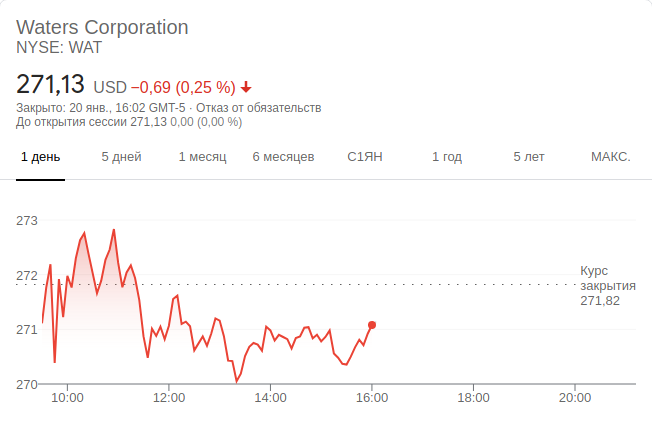 Waters Corporation
NYSE: WAT
271,13 USD −0,69 (0,25 %)
Закрыто: 20 янв., 16:02 GMT-5 · Отказ от обязательств
До открытия сессии 271,13 0,00 (0,00 %)
1 день 5 дней 1 месяц 6 месяцев С1ЯН 1 год 5 лет МАКС.
273
272
271
270
Курс
закрытия
271,82
10:00 12:00 14:00 16:00 18:00 20:00